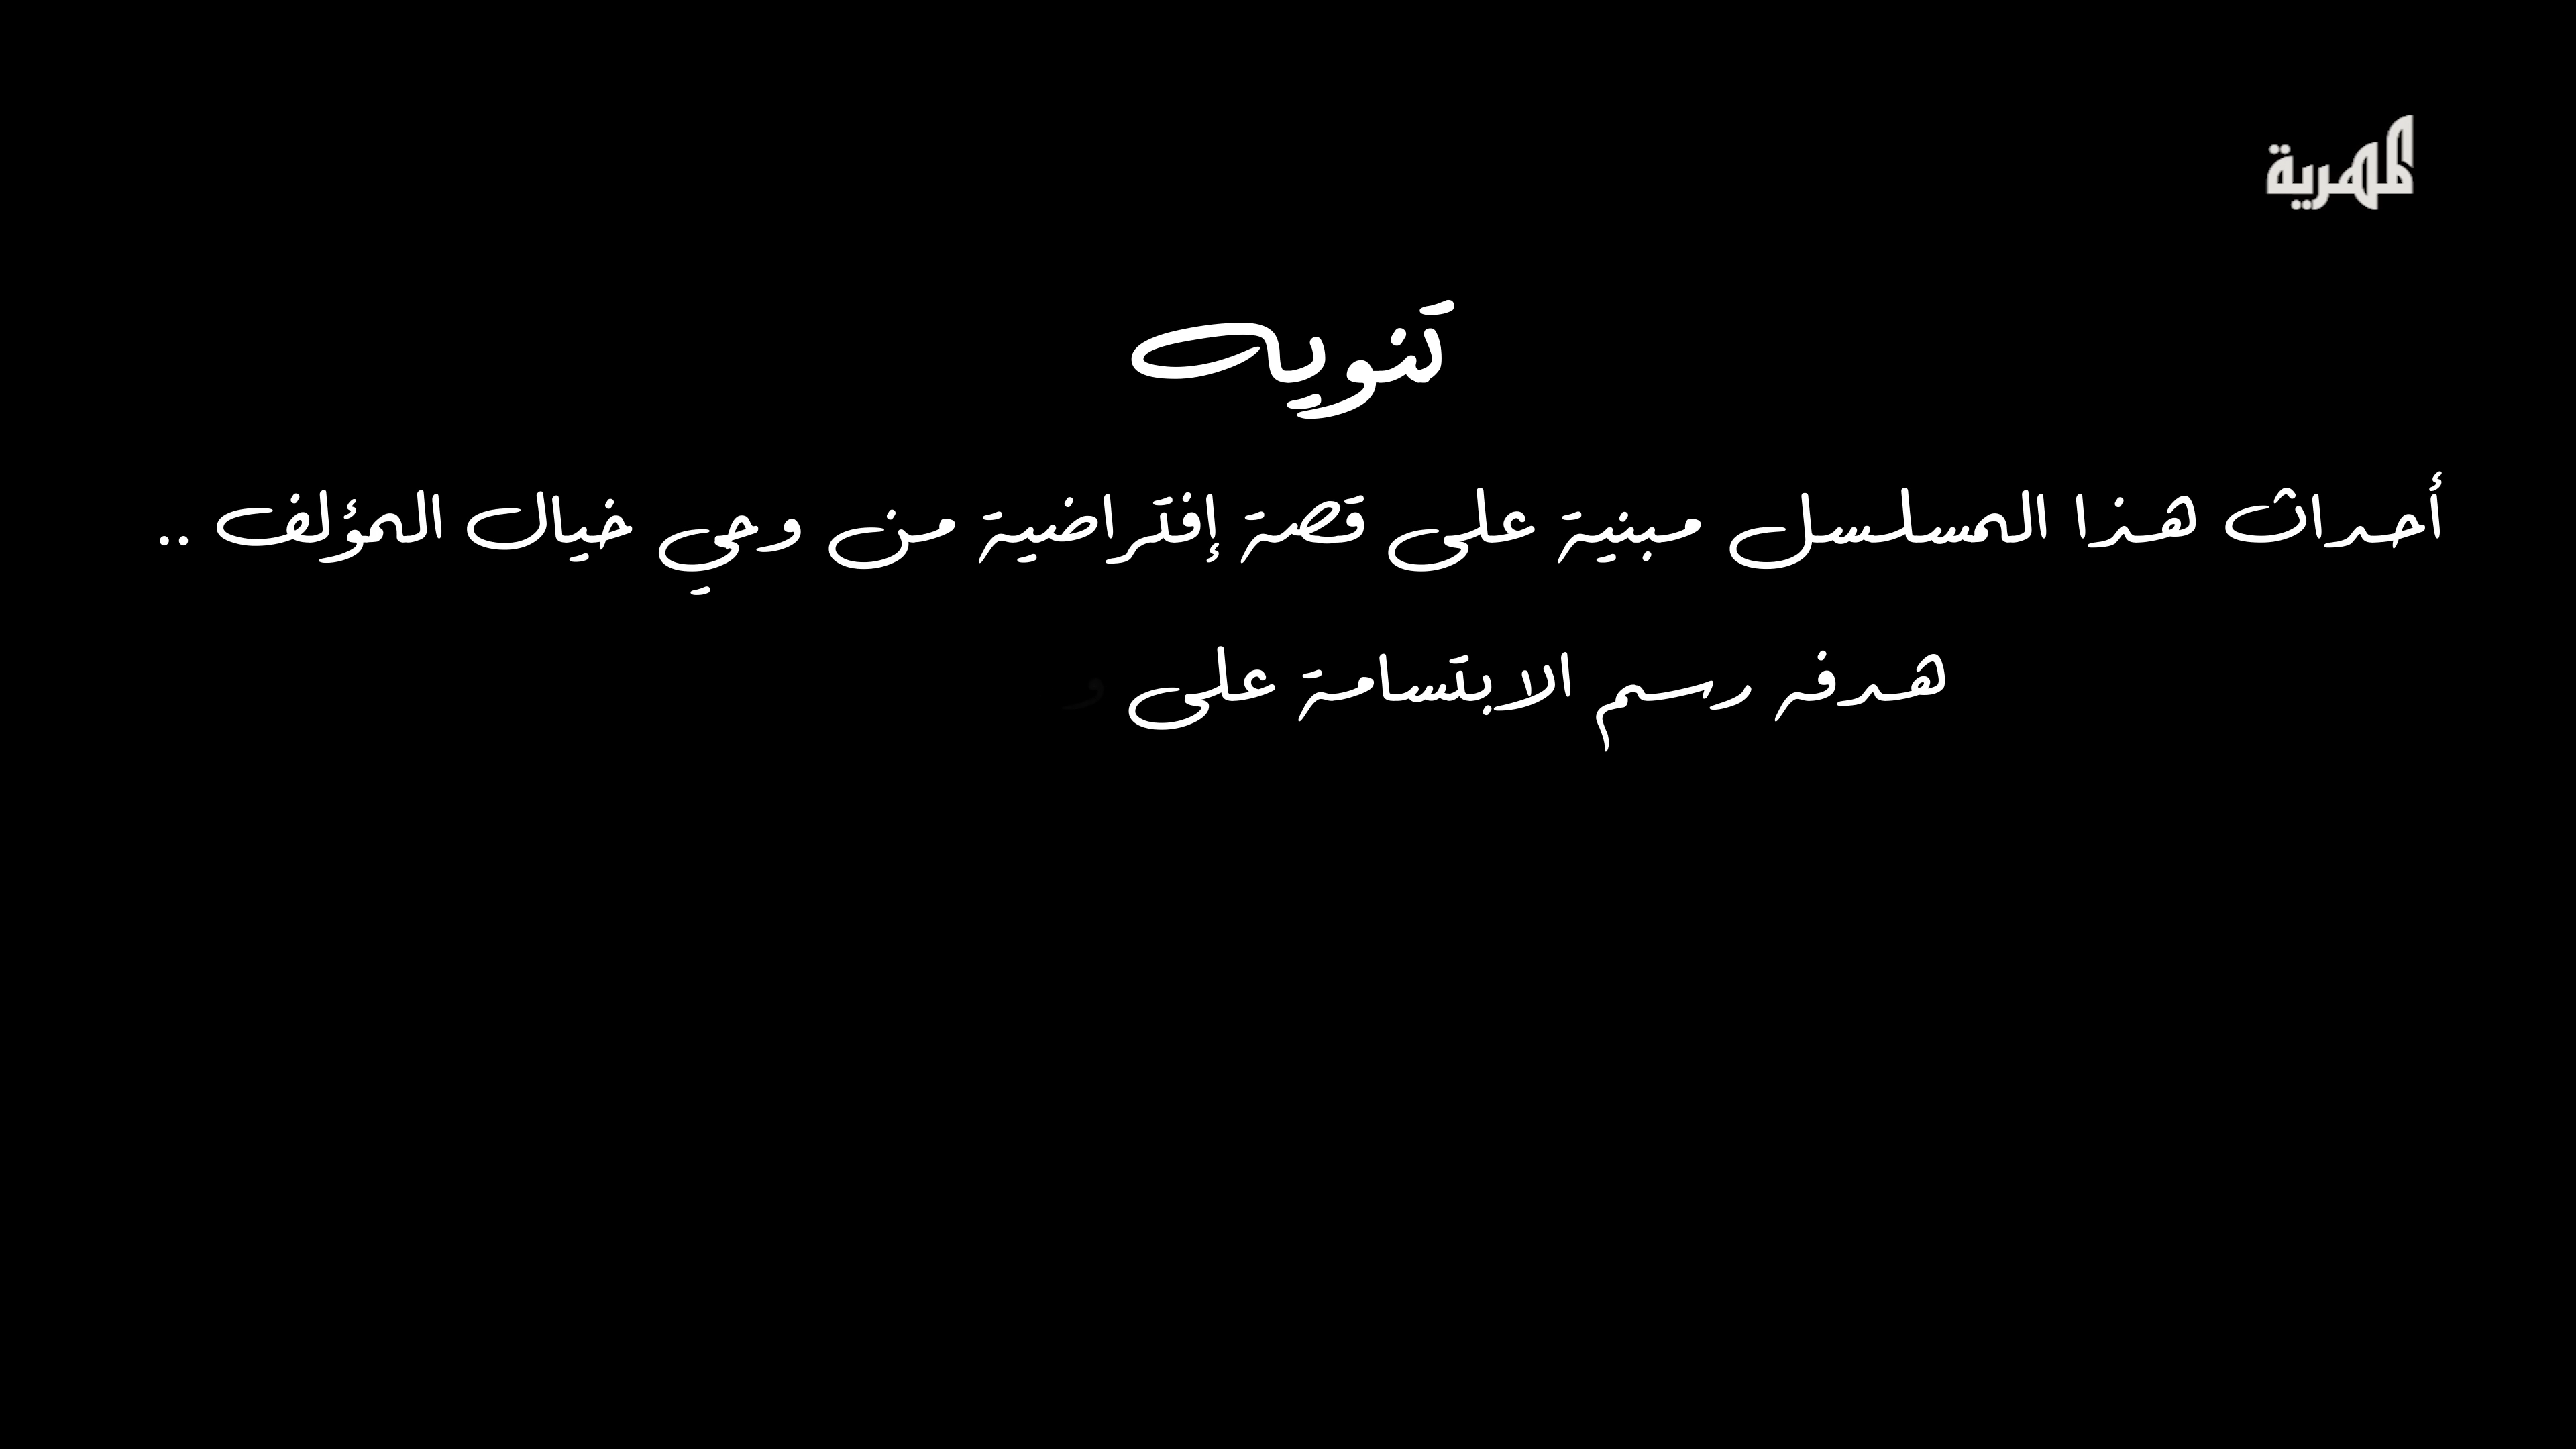 المهرية
تنويه
أحداث هذا المسلسل مبنية على قصة إفتراضية من وحي خيال المؤلف ..
هدفه رسم الابتسامة على